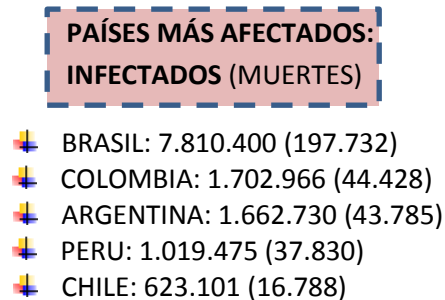 PAÍSES MÁS AFECTADOS:
INFECTADOS (MUERTES)
BRASIL: 7.810.400 (197.732)
COLOMBIA: 1.702.966 (44.428)
ARGENTINA: 1.662.730 (43.785)
PERU: 1.019.475 (37.830)
CHILE: 623.101 (16.788)